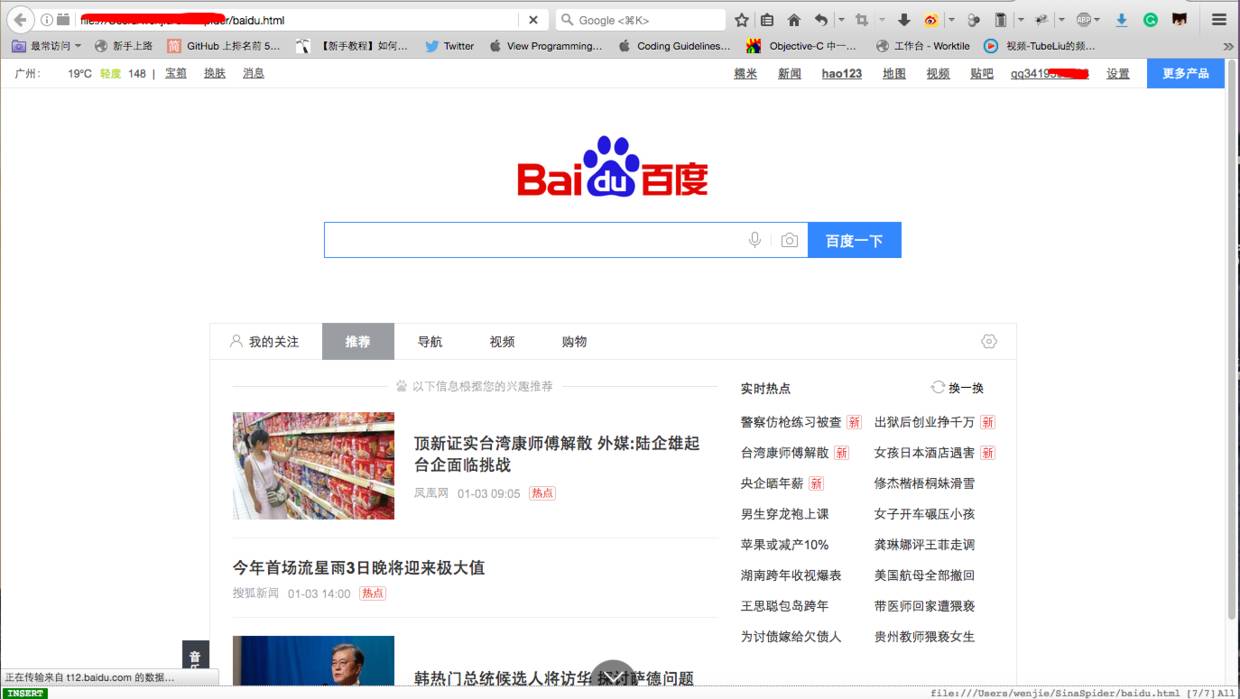 /baidu.html
Google <⌘K>
ABP
最常访问 新手上路 GitHub 上排名前 5... 【新手教程】如何... Twitter View Programming... Coding Guidelines... Objective-C 中一... 工作台 - Worktile 视频-TubeLiu的频...
广州： 19℃ 轻度 148 | 宝箱 换肤 消息
糯米 新闻 hao123 地图 视频 贴吧 qq3419 设置 更多产品
Bai du 百度
百度一下
我的关注 推荐 导航 视频 购物
以下信息根据您的兴趣推荐
顶新证实台湾康师傅解散 外媒:陆企雄起
台企面临挑战
凤凰网 01-03 09:05 热点
今年首场流星雨3日晚将迎来极大值
搜狐新闻 01-03 14:00 热点
韩热门总统候选人将访华 探讨萨德问题
实时热点 换一换
警察仿枪练习被查 新 出狱后创业挣千万 新
台湾康师傅解散 新 女孩日本酒店遇害 新
央企晒年薪 新 修杰楷梧桐妹滑雪
男生穿龙袍上课 女子开车碾压小孩
苹果或减产10% 龚琳娜评王菲走调
湖南跨年收视爆表 美国航母全部撤回
王思聪包岛跨年 带医师回家遭猥亵
为讨债嫁给欠债人 贵州教师猥亵女生
音
正在传输来自 t12.baidu.com 的数据...
INSERT file:///Users/wenjie/SinaSpider/baidu.html [7/7]All